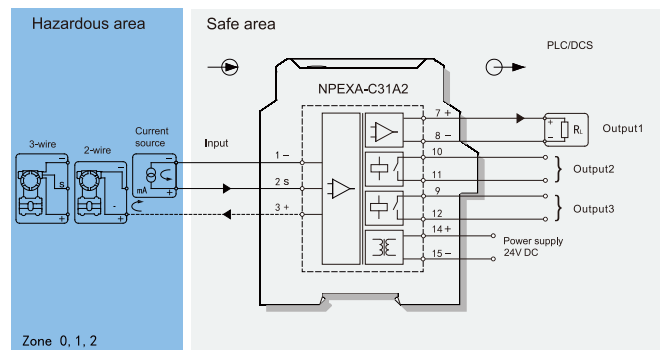 Hazardous area
Safe area
PLC/DCS
NPEXA-C31A2
3-wire
2-wire
Current
source
Input
7 +
8 −
+
−
RL
Output1
10
11
Output2
9
12
Output3
14 +
15 −
Power supply
24V DC
1 −
2 s
3 +
−
S
+
−
-
+
−
mA
+
Zone 0, 1, 2